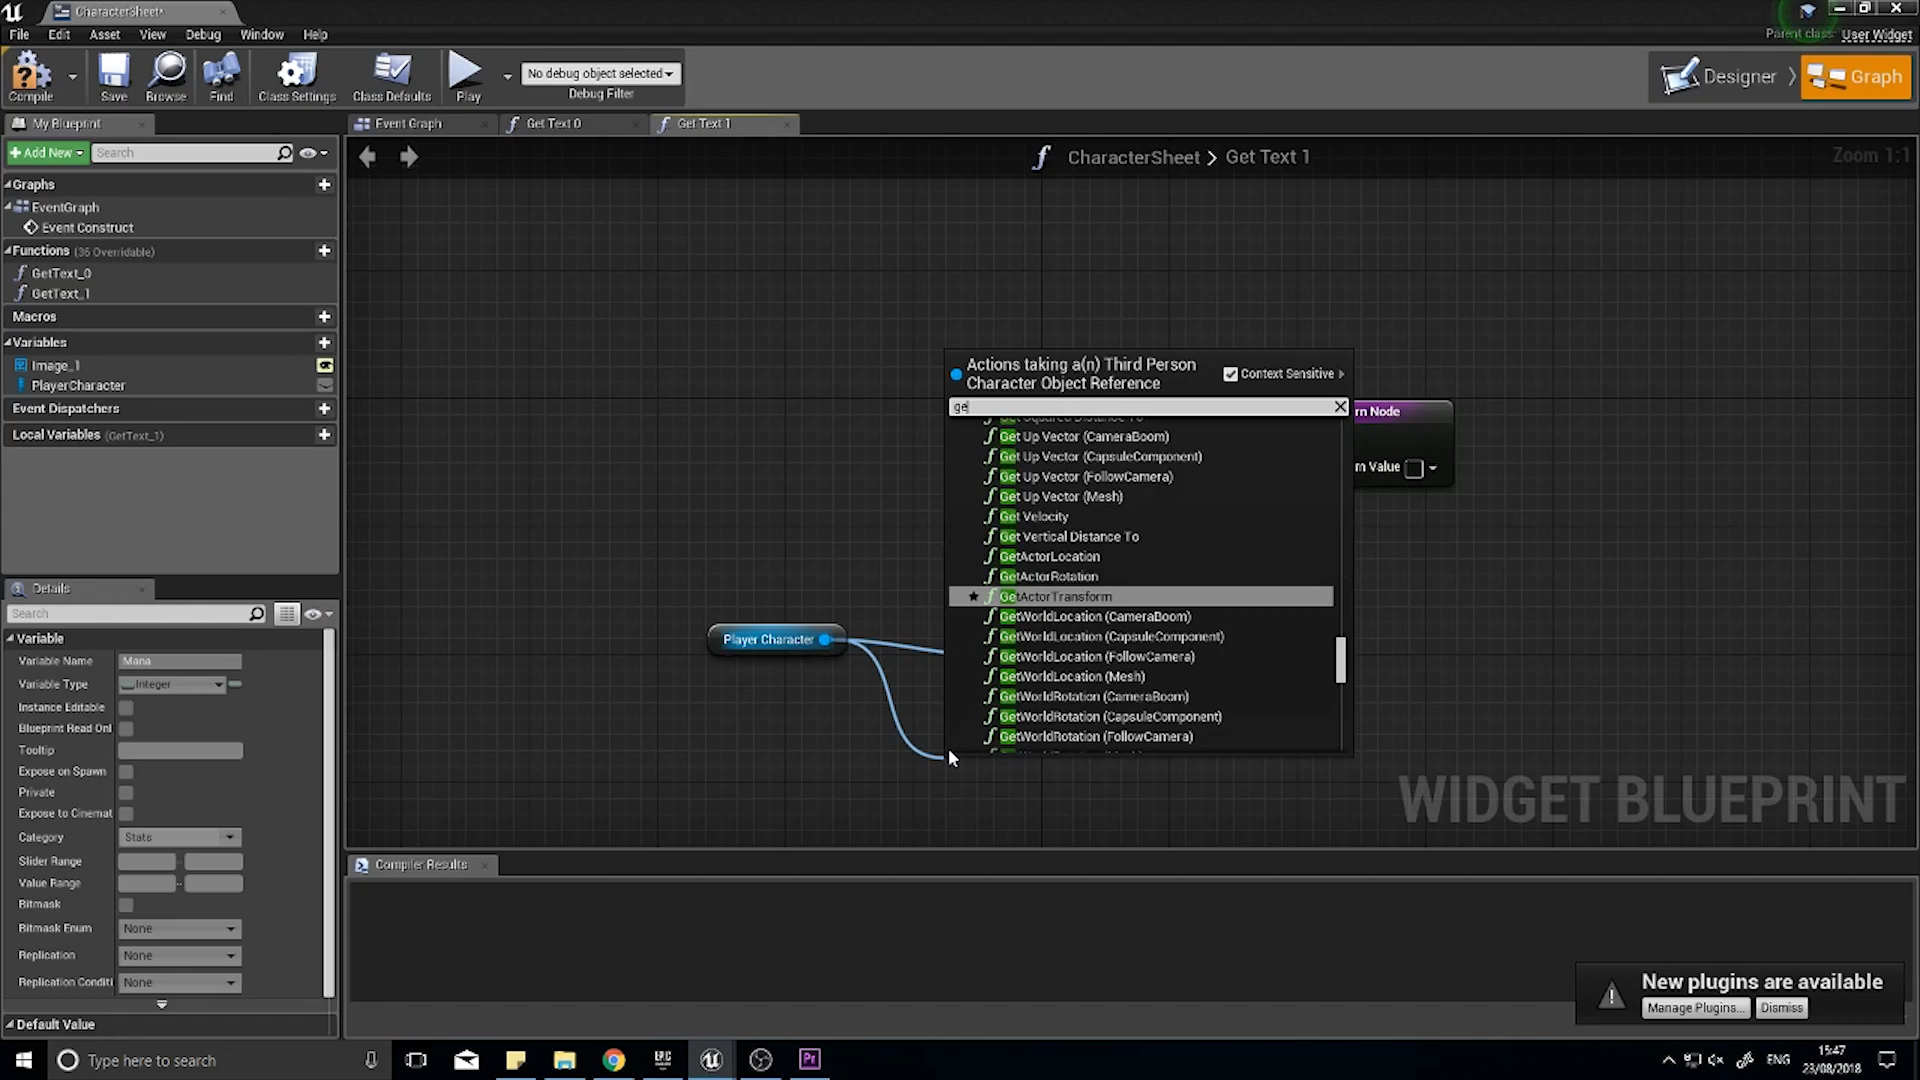 CharacterSheet*
File Edit Asset View Debug Window Help
Parent class: User Widget
Compile Save Browse Find Class Settings Class Defaults Play
No debug object selected
Debug Filter
Designer Graph
My Blueprint
Event Graph Get Text 0 Get Text 1
Add New Search
CharacterSheet > Get Text 1
Zoom 1:1
Graphs
EventGraph
Event Construct
Functions (35 Overridable)
GetText_0
GetText_1
Macros
Variables
Image_1
PlayerCharacter
Event Dispatchers
Local Variables (GetText_1)
Actions taking a(n) Third Person
Character Object Reference
Context Sensitive
ge
Get Squared Distance To
Get Up Vector (CameraBoom)
Get Up Vector (CapsuleComponent)
Get Up Vector (FollowCamera)
Get Up Vector (Mesh)
Get Velocity
Get Vertical Distance To
GetActorLocation
GetActorRotation
GetActorTransform
GetWorldLocation (CameraBoom)
GetWorldLocation (CapsuleComponent)
GetWorldLocation (FollowCamera)
GetWorldLocation (Mesh)
GetWorldRotation (CameraBoom)
GetWorldRotation (CapsuleComponent)
GetWorldRotation (FollowCamera)
rn Node
rn Value
Player Character
WIDGET BLUEPRINT
Details
Search
Variable
Variable Name Mana
Variable Type Integer
Instance Editable
Blueprint Read Onl
Tooltip
Expose on Spawn
Private
Expose to Cinemat
Category Stats
Slider Range
Value Range
Bitmask
Bitmask Enum None
Replication None
Replication Conditi None
Default Value
Compiler Results
New plugins are available
Manage Plugins... Dismiss
Type here to search
EPIC
Pr
ENG
15:47
23/08/2018